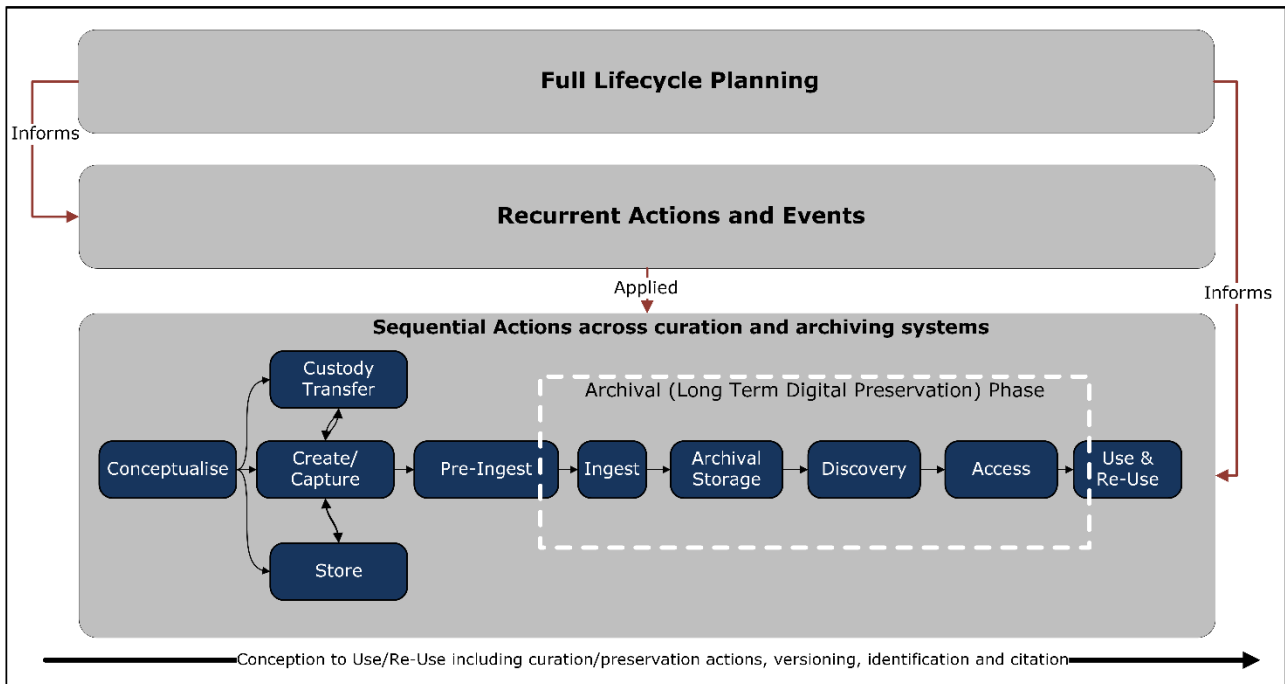 Full Lifecycle Planning
Informs
Recurrent Actions and Events
Applied
Informs
Sequential Actions across curation and archiving systems
Custody
Transfer
Archival (Long Term Digital Preservation) Phase
Conceptualise
Create/
Capture
Pre-Ingest
Ingest
Archival
Storage
Discovery
Access
Use &
Re-Use
Store
Conception to Use/Re-Use including curation/preservation actions, versioning, identification and citation